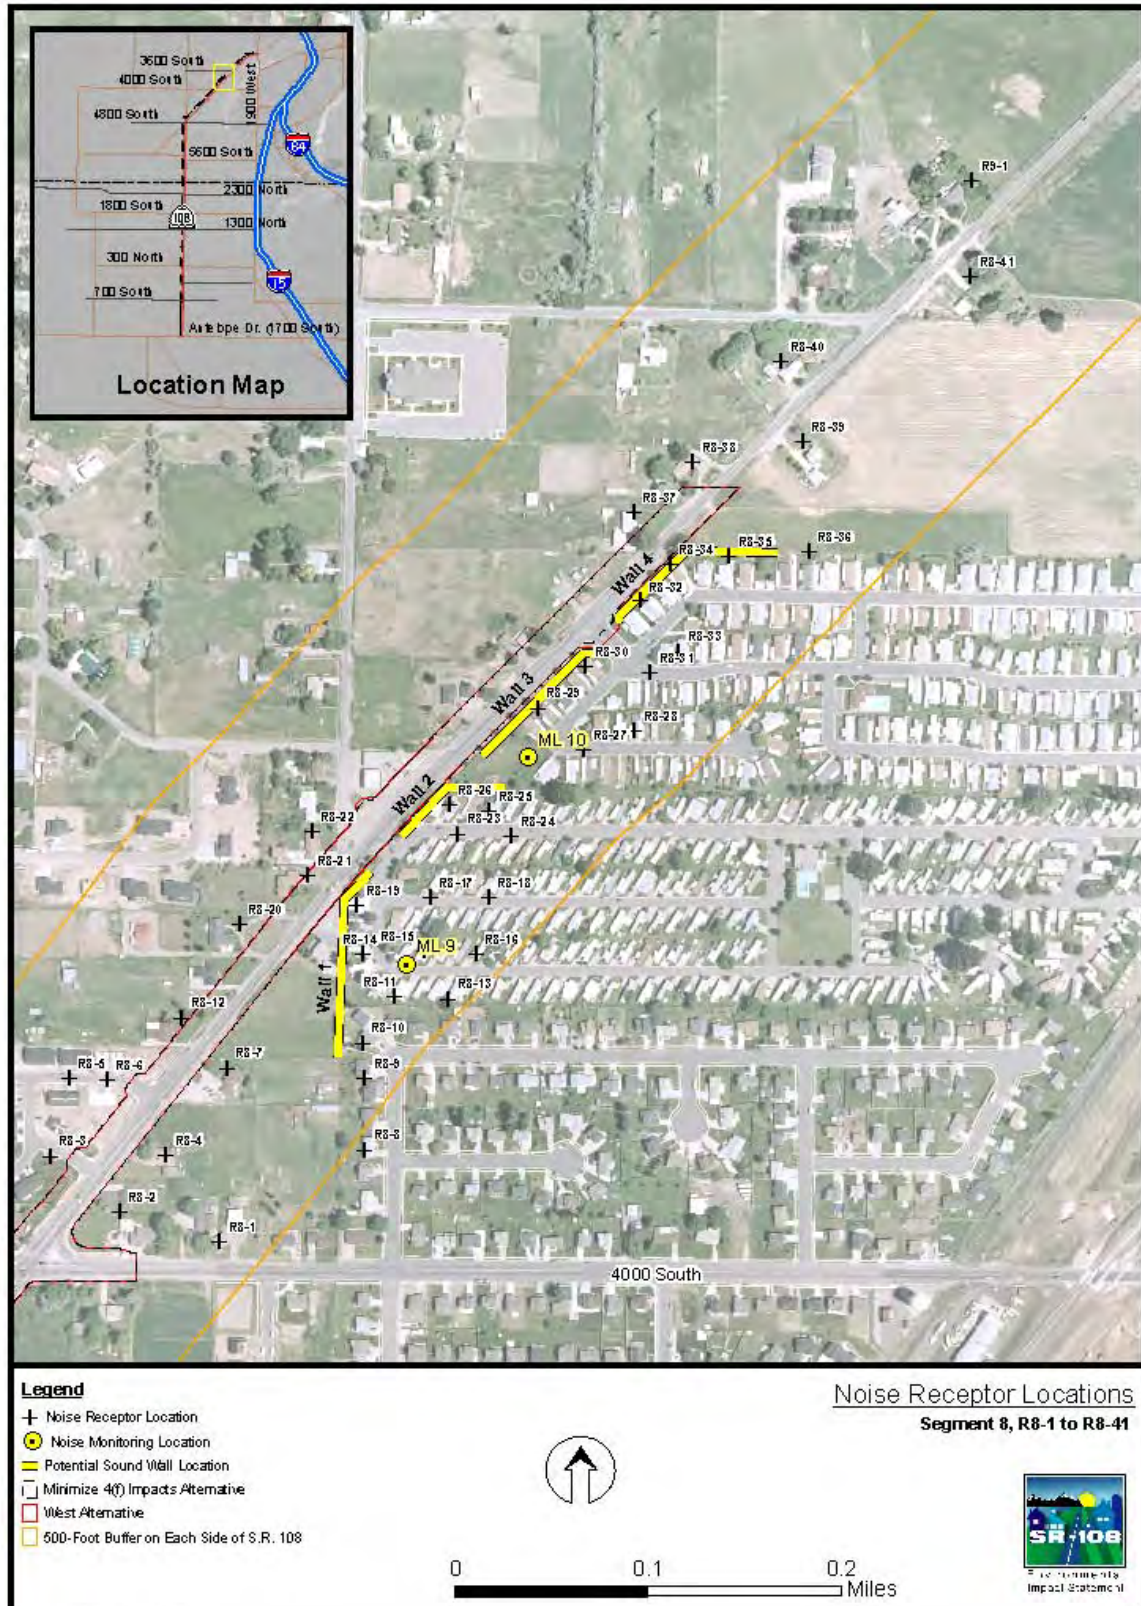 3600 South
4000 South
1900 West
4800 South
84
5600 South
2300 North
1800 South
108
1300 North
300 North
15
700 South
Antelope Dr. (1700 South)
Location Map
R9-1
R8-41
R8-40
R8-39
R8-38
R8-37
R8-36
R8-35
R8-34
Wall 4
R8-32
R8-33
R8-30
R8-31
Wall 3
R8-29
R8-28
ML 10
R8-27
Wall 2
R8-26
R8-25
R8-22
R8-23
R8-24
R8-21
R8-19
R8-17
R8-18
R8-20
R8-14
R8-15
ML 9
R8-16
Wall 1
R8-11
R8-13
R8-12
R8-10
R8-7
R8-5
R8-6
R8-9
R8-3
R8-4
R8-8
R8-2
R8-1
4000 South
Legend
Noise Receptor Location
Noise Monitoring Location
Potential Sound Wall Location
Minimize 4(f) Impacts Alternative
West Alternative
500-Foot Buffer on Each Side of S.R. 108
Noise Receptor Locations
Segment 8, R8-1 to R8-41
0 0.1 0.2
Miles
SR-108
Environmental
Impact Statement